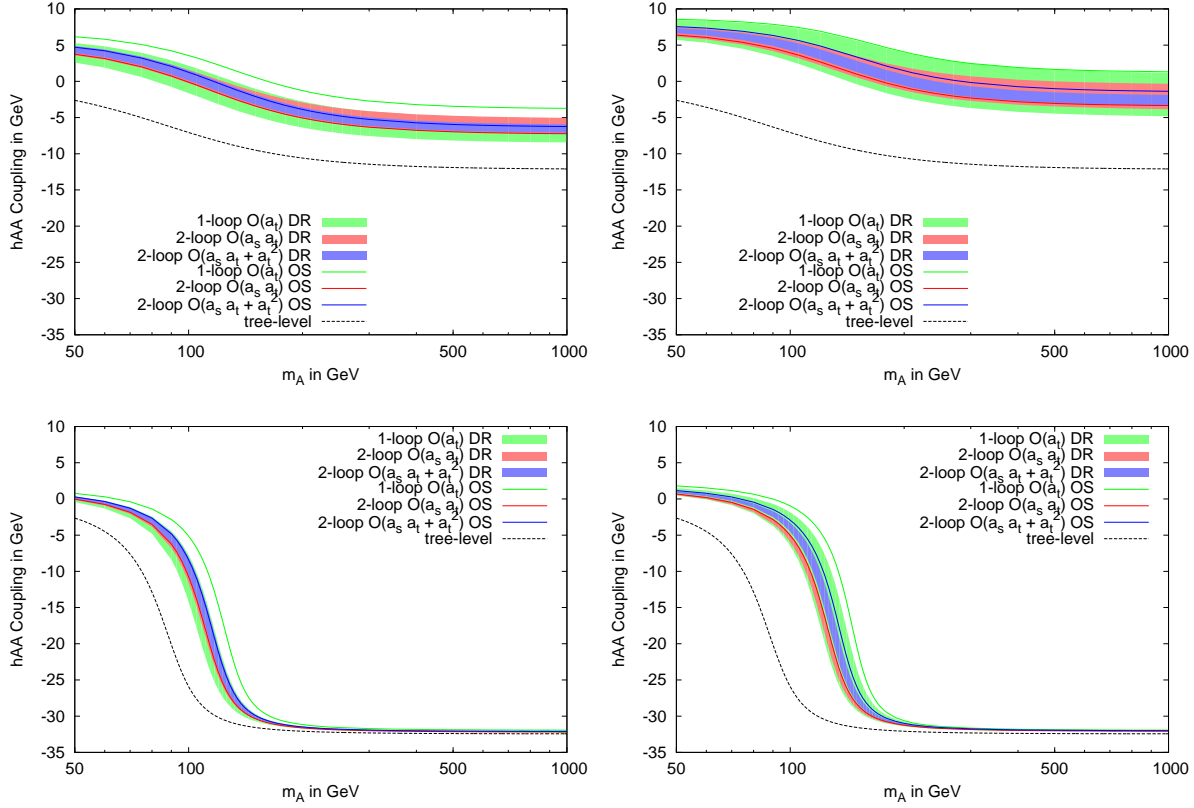 10
5
0
-5
-10
-15
-20
-25
-30
-35
50
100
500
1000
hAA Coupling in GeV
m_A in GeV
1-loop O(a_t) DR
2-loop O(a_s a_t) DR
2-loop O(a_s a_t + a_t^2) DR
1-loop O(a_t) OS
2-loop O(a_s a_t) OS
2-loop O(a_s a_t + a_t^2) OS
tree-level
10
5
0
-5
-10
-15
-20
-25
-30
-35
50
100
500
1000
hAA Coupling in GeV
m_A in GeV
1-loop O(a_t) DR
2-loop O(a_s a_t) DR
2-loop O(a_s a_t + a_t^2) DR
1-loop O(a_t) OS
2-loop O(a_s a_t) OS
2-loop O(a_s a_t + a_t^2) OS
tree-level
10
5
0
-5
-10
-15
-20
-25
-30
-35
50
100
500
1000
hAA Coupling in GeV
m_A in GeV
1-loop O(a_t) DR
2-loop O(a_s a_t) DR
2-loop O(a_s a_t + a_t^2) DR
1-loop O(a_t) OS
2-loop O(a_s a_t) OS
2-loop O(a_s a_t + a_t^2) OS
tree-level
10
5
0
-5
-10
-15
-20
-25
-30
-35
50
100
500
1000
hAA Coupling in GeV
m_A in GeV
1-loop O(a_t) DR
2-loop O(a_s a_t) DR
2-loop O(a_s a_t + a_t^2) DR
1-loop O(a_t) OS
2-loop O(a_s a_t) OS
2-loop O(a_s a_t + a_t^2) OS
tree-level